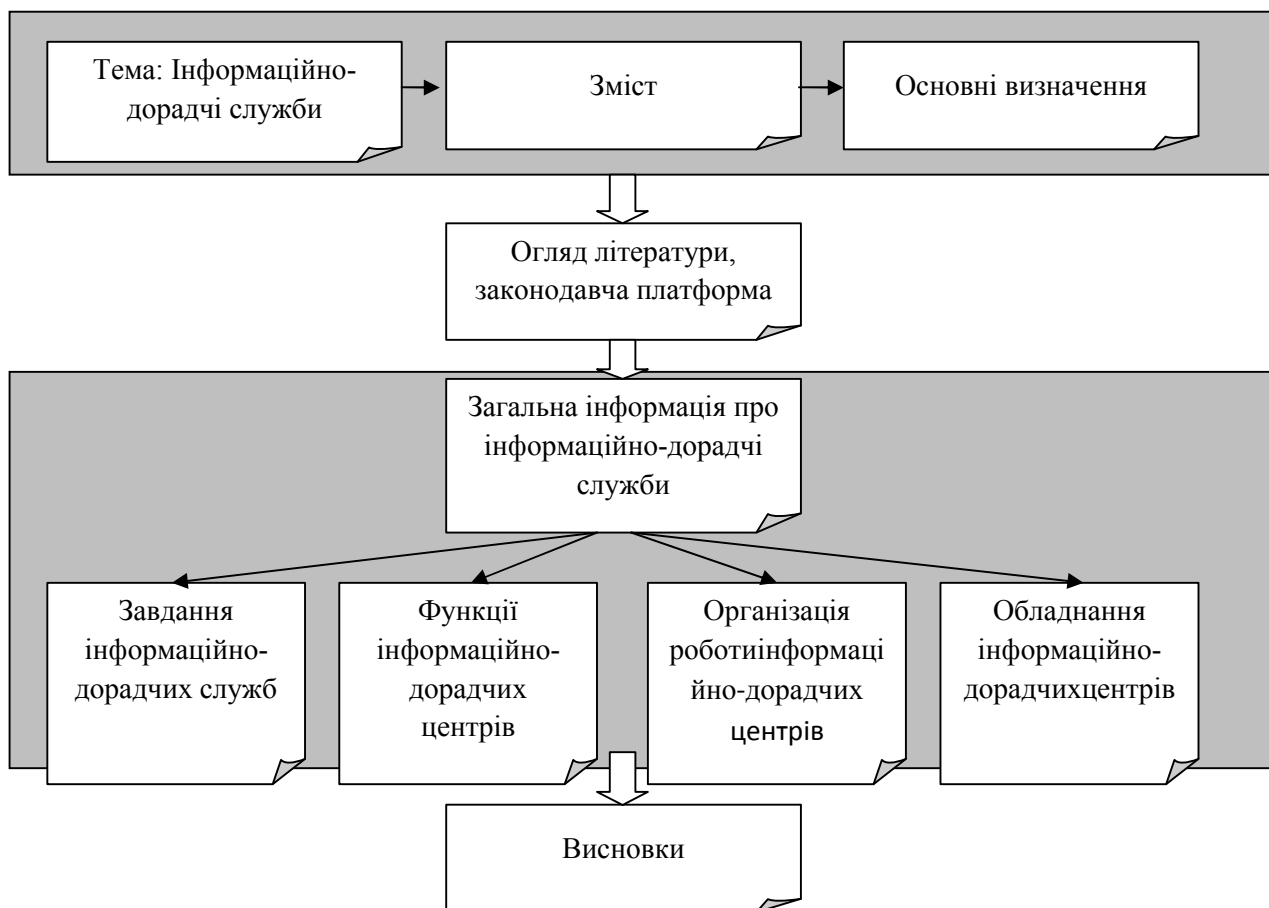 Тема: Інформаційно-
дорадчі служби
Зміст
Основні визначення
Огляд літератури,
законодавча платформа
Загальна інформація про
інформаційно-дорадчі
служби
Завдання
інформаційно-
дорадчих служб
Функції
інформаційно-
дорадчих
центрів
Організація
роботиінформаці
йно-дорадчих
центрів
Обладнання
інформаційно-
дорадчихцентрів
Висновки